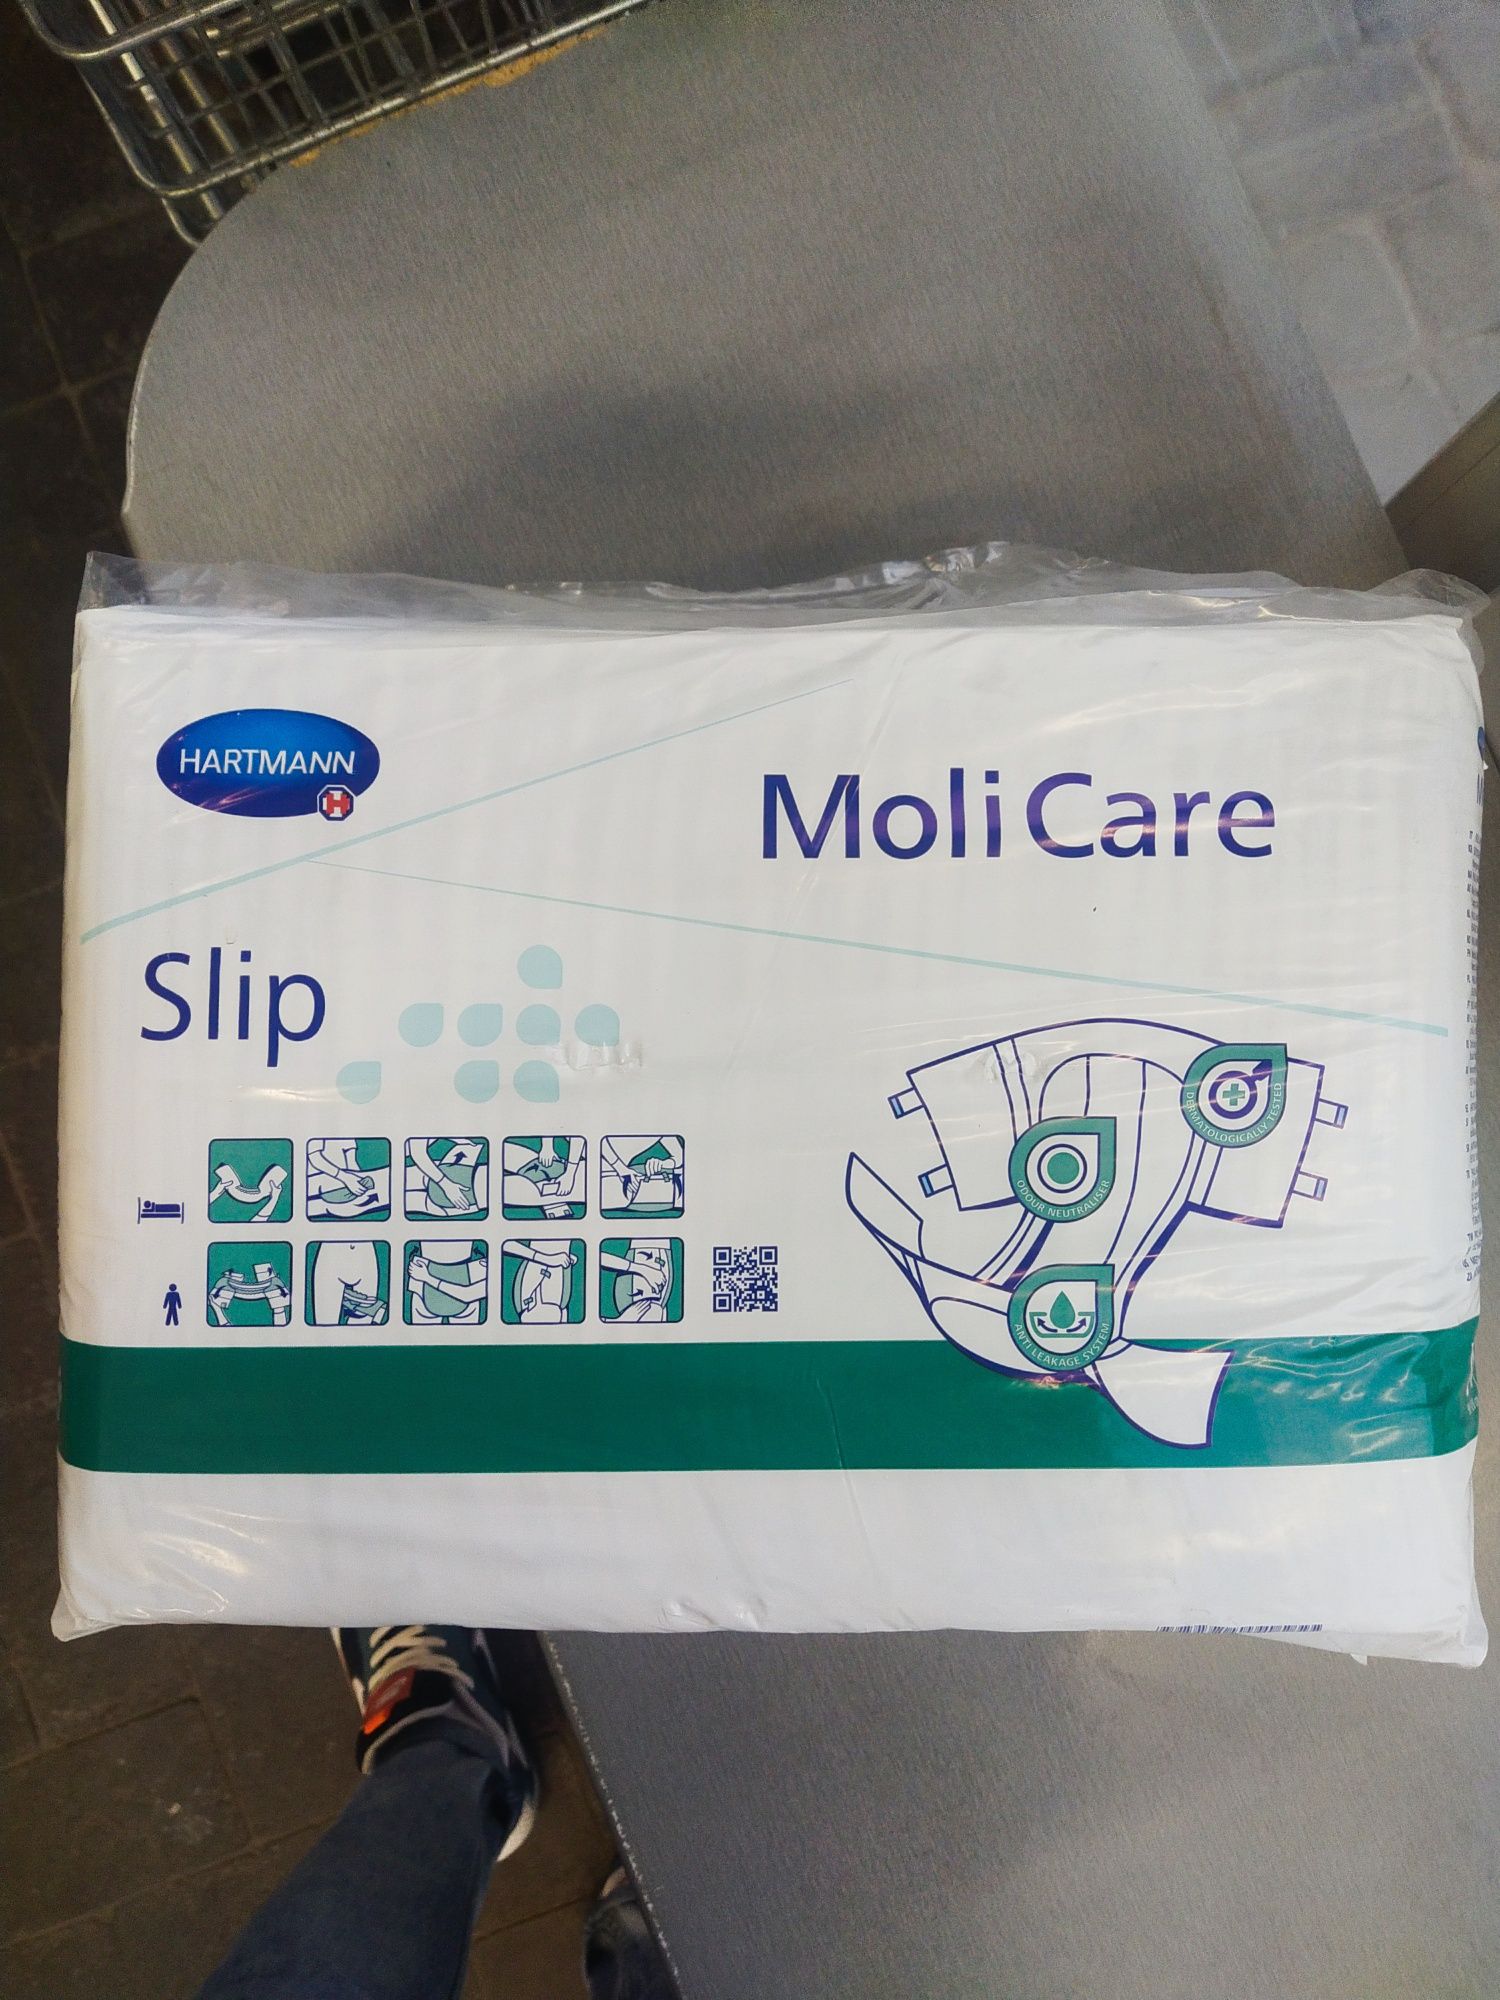 HARTMANN
H
MoliCare
Slip
DERMATOLOGICALLY TESTED
ODOUR NEUTRALISER
ANTI LEAKAGE SYSTEM